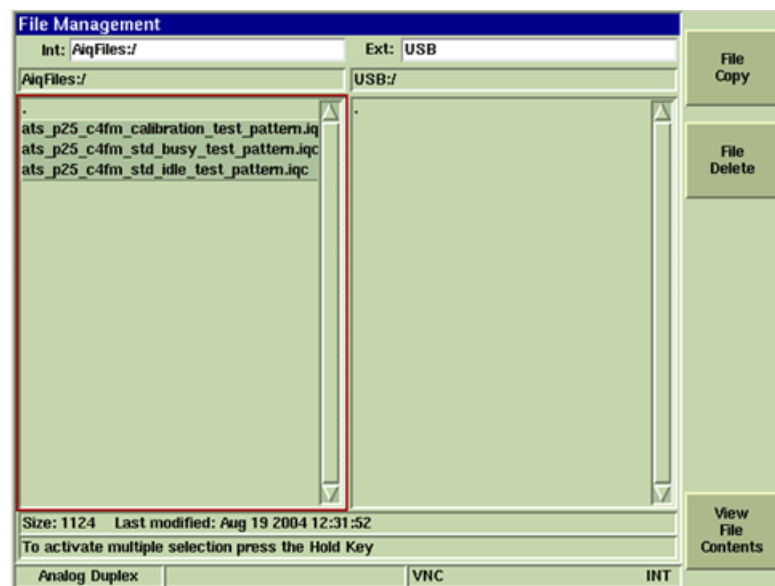 File Management
Int: AiqFiles:/
Ext: USB
AiqFiles:/
USB:/
.
ats_p25_c4fm_calibration_test_pattern.iq
ats_p25_c4fm_std_busy_test_pattern.iqc
ats_p25_c4fm_std_idle_test_pattern.iqc
.
Size: 1124 Last modified: Aug 19 2004 12:31:52
To activate multiple selection press the Hold Key
Analog Duplex
VNC
INT
File
Copy
File
Delete
View
File
Contents